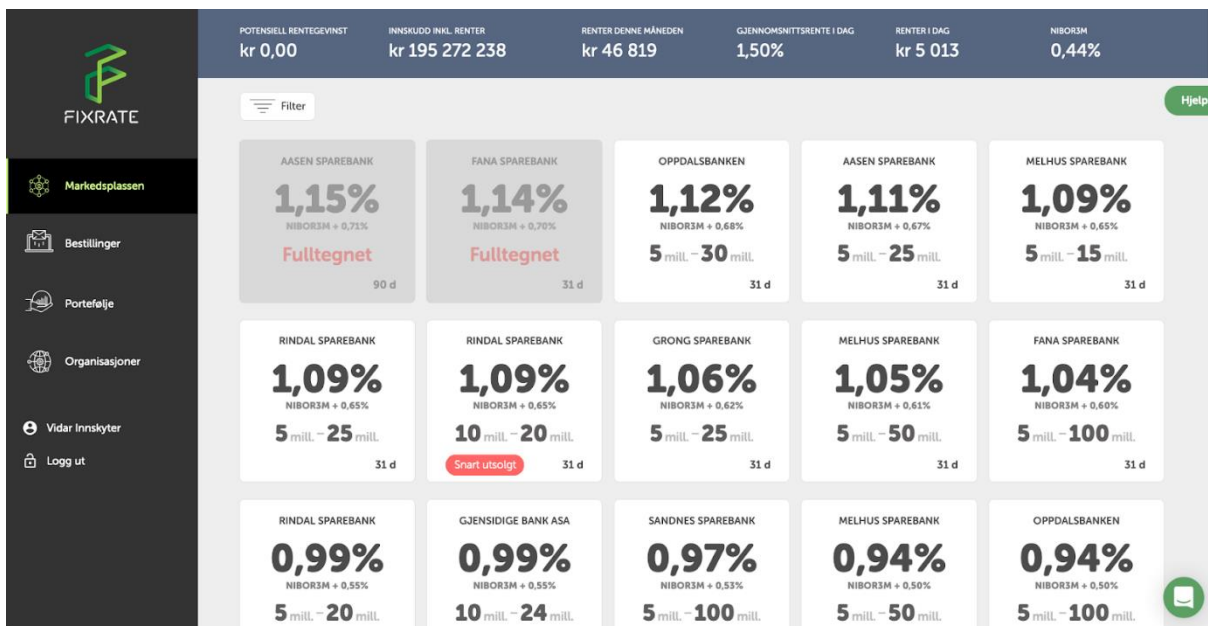 POTENSIELL RENTEGEVINST INNSKUDD INKL. RENTER RENTER DENNE MÅNEDEN GJENNOMSNITTSRENTE I DAG RENTER I DAG NIBOR3M
kr 0,00 kr 195 272 238 kr 46 819 1,50% kr 5 013 0,44%
FIXRATE
Filter
Hjelp
Markedsplassen
Bestillinger
Portefølje
Organisasjoner
Vidar Innskyter
Logg ut
AASEN SPAREBANK FANA SPAREBANK OPPDALSBANKEN AASEN SPAREBANK MELHUS SPAREBANK
1,15% 1,14% 1,12% 1,11% 1,09%
NIBOR3M + 0,71% NIBOR3M + 0,70% NIBOR3M + 0,68% NIBOR3M + 0,67% NIBOR3M + 0,65%
Fulltegnet Fulltegnet 5 mill. – 30 mill. 5 mill. – 25 mill. 5 mill. – 15 mill.
90 d 31 d 31 d 31 d 31 d
RINDAL SPAREBANK RINDAL SPAREBANK GRONG SPAREBANK MELHUS SPAREBANK FANA SPAREBANK
1,09% 1,09% 1,06% 1,05% 1,04%
NIBOR3M + 0,65% NIBOR3M + 0,65% NIBOR3M + 0,62% NIBOR3M + 0,61% NIBOR3M + 0,60%
5 mill. – 25 mill. 10 mill. – 20 mill. 5 mill. – 25 mill. 5 mill. – 50 mill. 5 mill. – 100 mill.
31 d Snart utsolgt 31 d 31 d 31 d 31 d
RINDAL SPAREBANK GJENSIDIGE BANK ASA SANDNES SPAREBANK MELHUS SPAREBANK OPPDALSBANKEN
0,99% 0,99% 0,97% 0,94% 0,94%
NIBOR3M + 0,55% NIBOR3M + 0,55% NIBOR3M + 0,53% NIBOR3M + 0,50% NIBOR3M + 0,50%
5 mill. – 20 mill. 10 mill. – 24 mill. 5 mill. – 100 mill. 5 mill. – 50 mill. 5 mill. – 100 mill.